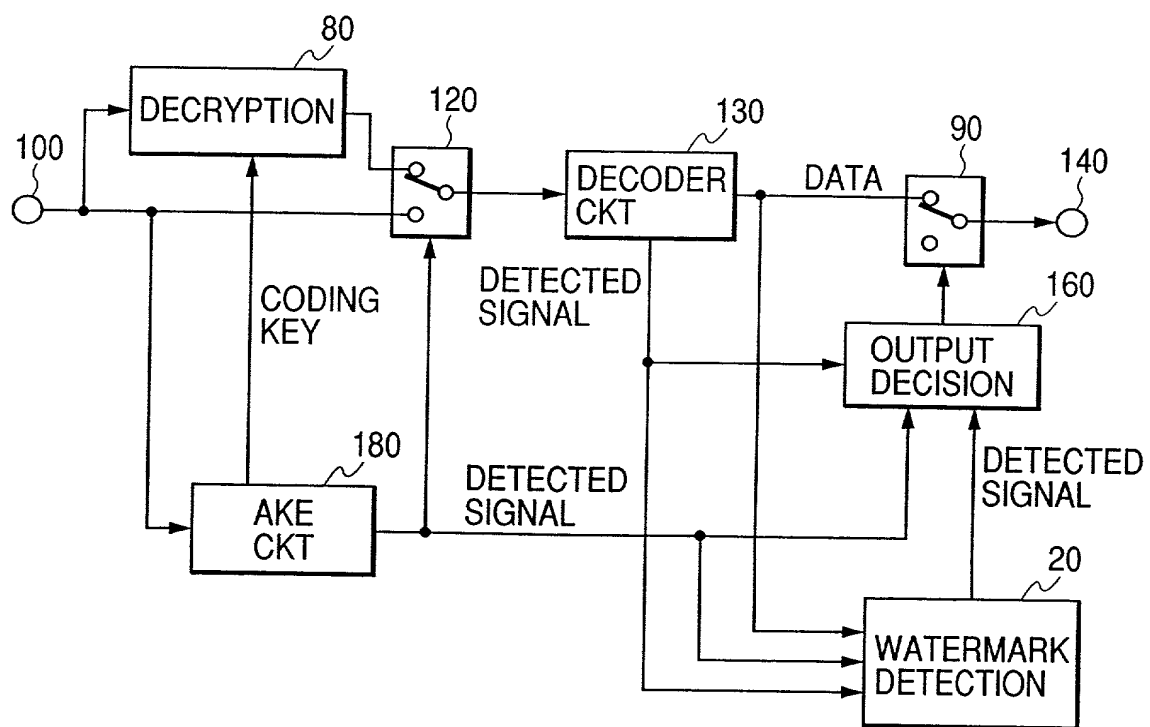 80
DECRYPTION
120
130
90
100
DECODER
CKT
DATA
140
CODING
KEY
DETECTED
SIGNAL
160
OUTPUT
DECISION
180
AKE
CKT
DETECTED
SIGNAL
DETECTED
SIGNAL
20
WATERMARK
DETECTION